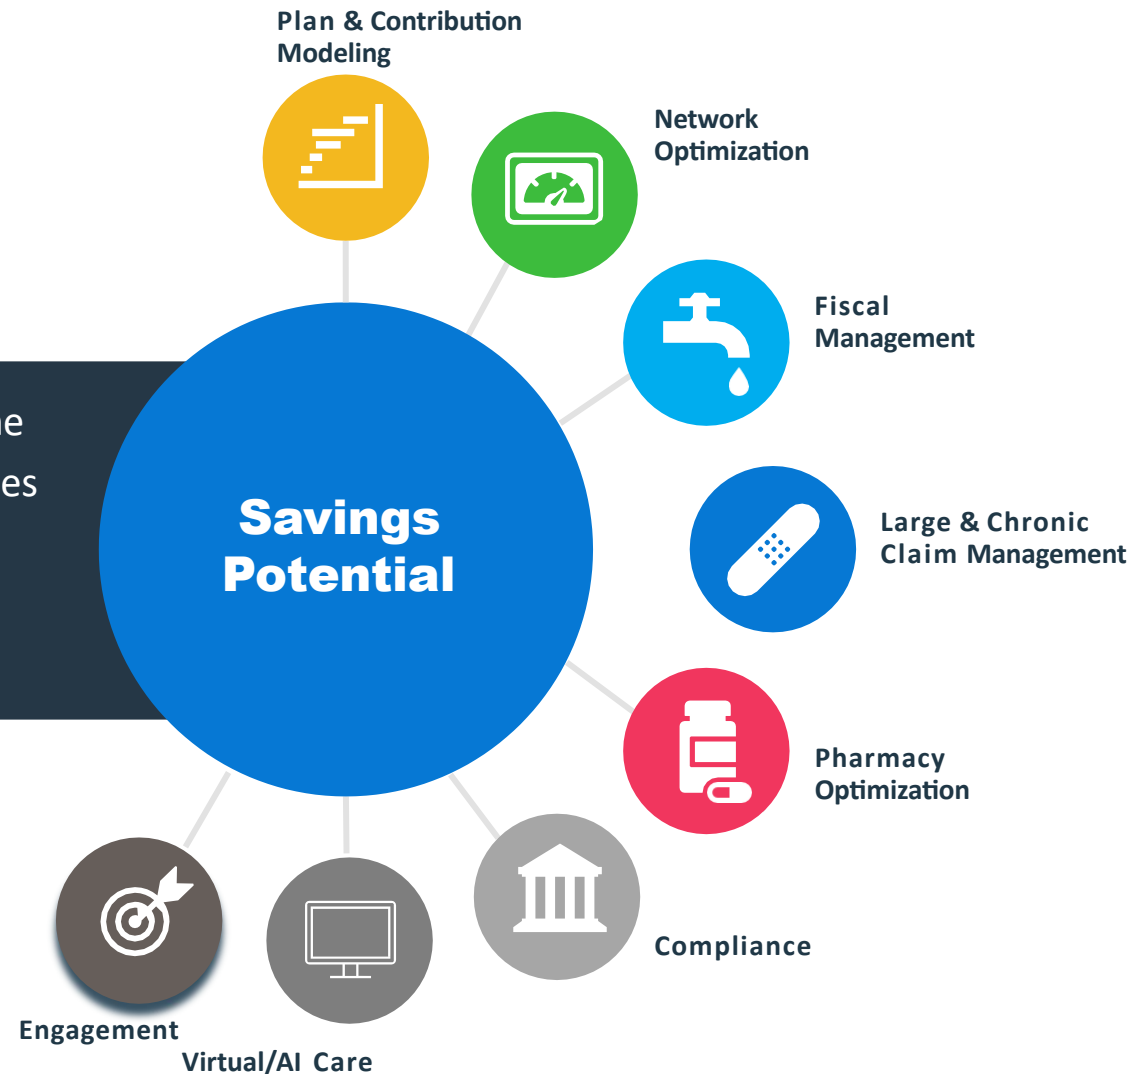 Plan & Contribution
Modeling
Network
Optimization
Fiscal
Management
Savings
Potential
Large & Chronic
Claim Management
Pharmacy
Optimization
Compliance
Engagement
Virtual/AI Care